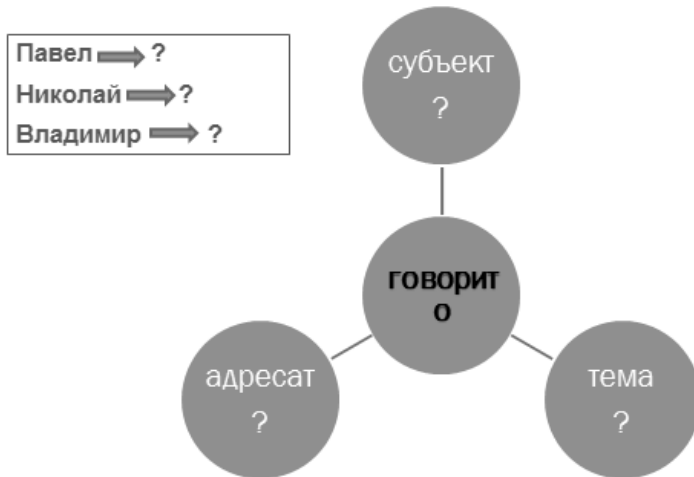 Павел ?
Николай ?
Владимир ?
субъект
?
говорит
о
адресат
?
тема
?